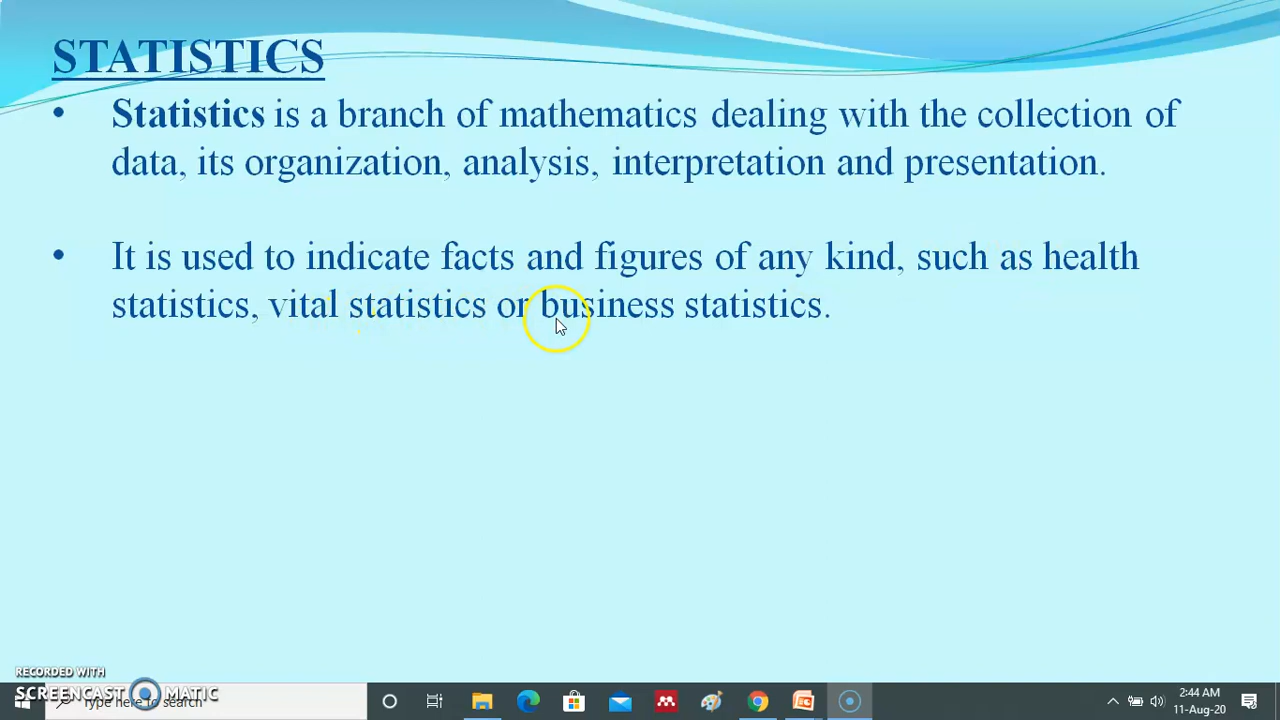 STATISTICS
• Statistics is a branch of mathematics dealing with the collection of
data, its organization, analysis, interpretation and presentation.
• It is used to indicate facts and figures of any kind, such as health
statistics, vital statistics or business statistics.
RECORDED WITH
SCREENCAST MATIC
Type here to search
2:44 AM
11-Aug-20